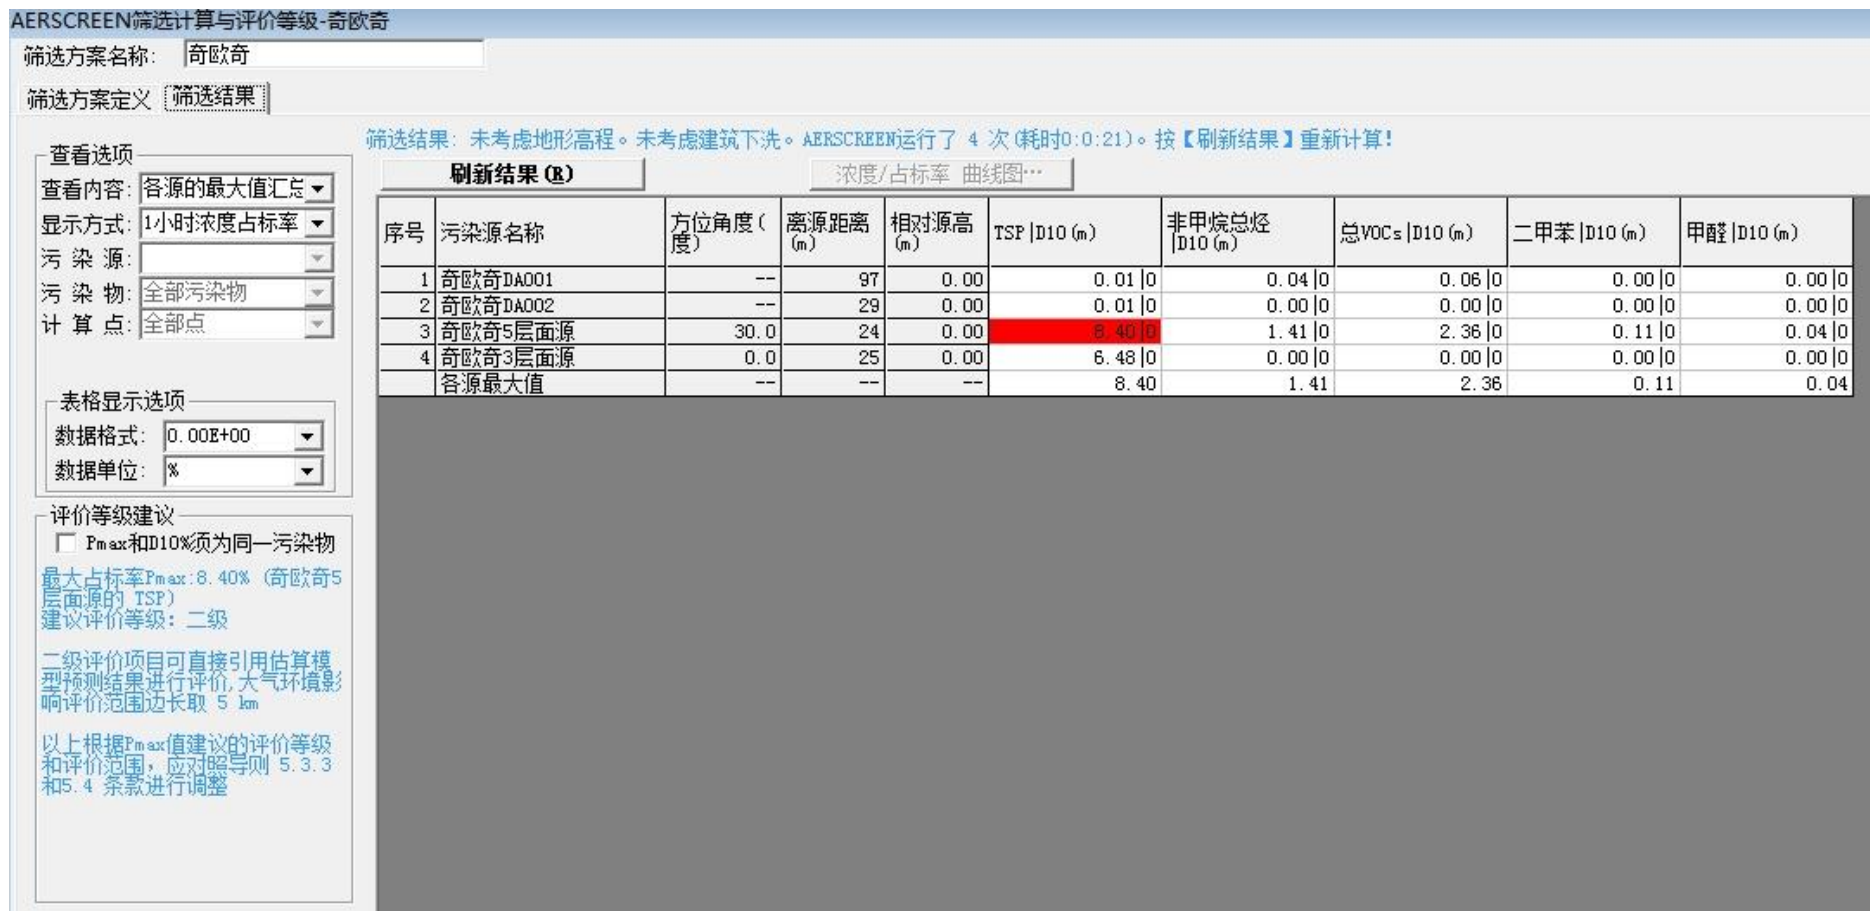 AERSCREEN筛选计算与评价等级-奇欧奇
筛选方案名称: 奇欧奇
筛选方案定义 筛选结果
筛选结果: 未考虑地形高程。未考虑建筑下洗。AERSCREEN运行了 4 次(耗时0:0:21)。按【刷新结果】重新计算!
刷新结果(R) 浓度/占标率 曲线图…
查看选项
查看内容: 各源的最大值汇总
显示方式: 1小时浓度占标率
污 染 源:
污 染 物: 全部污染物
计 算 点: 全部点
表格显示选项
数据格式: 0.00E+00
数据单位: %
评价等级建议
Pmax和D10%须为同一污染物
最大占标率Pmax:8.40% (奇欧奇5
层面源的 TSP)
建议评价等级: 二级
二级评价项目可直接引用估算模
型预测结果进行评价,大气环境影
响评价范围边长取 5 km
以上根据Pmax值建议的评价等级
和评价范围, 应对照导则 5.3.3
和5.4 条款进行调整
序号 污染源名称 方位角度(度) 离源距离(m) 相对源高(m) TSP|D10(m) 非甲烷总烃|D10(m) 总VOCs|D10(m) 二甲苯|D10(m) 甲醛|D10(m)
1 奇欧奇DA001 -- 97 0.00 0.01|0 0.04|0 0.06|0 0.00|0 0.00|0
2 奇欧奇DA002 -- 29 0.00 0.01|0 0.00|0 0.00|0 0.00|0 0.00|0
3 奇欧奇5层面源 30.0 24 0.00 8.40|0 1.41|0 2.36|0 0.11|0 0.04|0
4 奇欧奇3层面源 0.0 25 0.00 6.48|0 0.00|0 0.00|0 0.00|0 0.00|0
各源最大值 -- -- -- 8.40 1.41 2.36 0.11 0.04